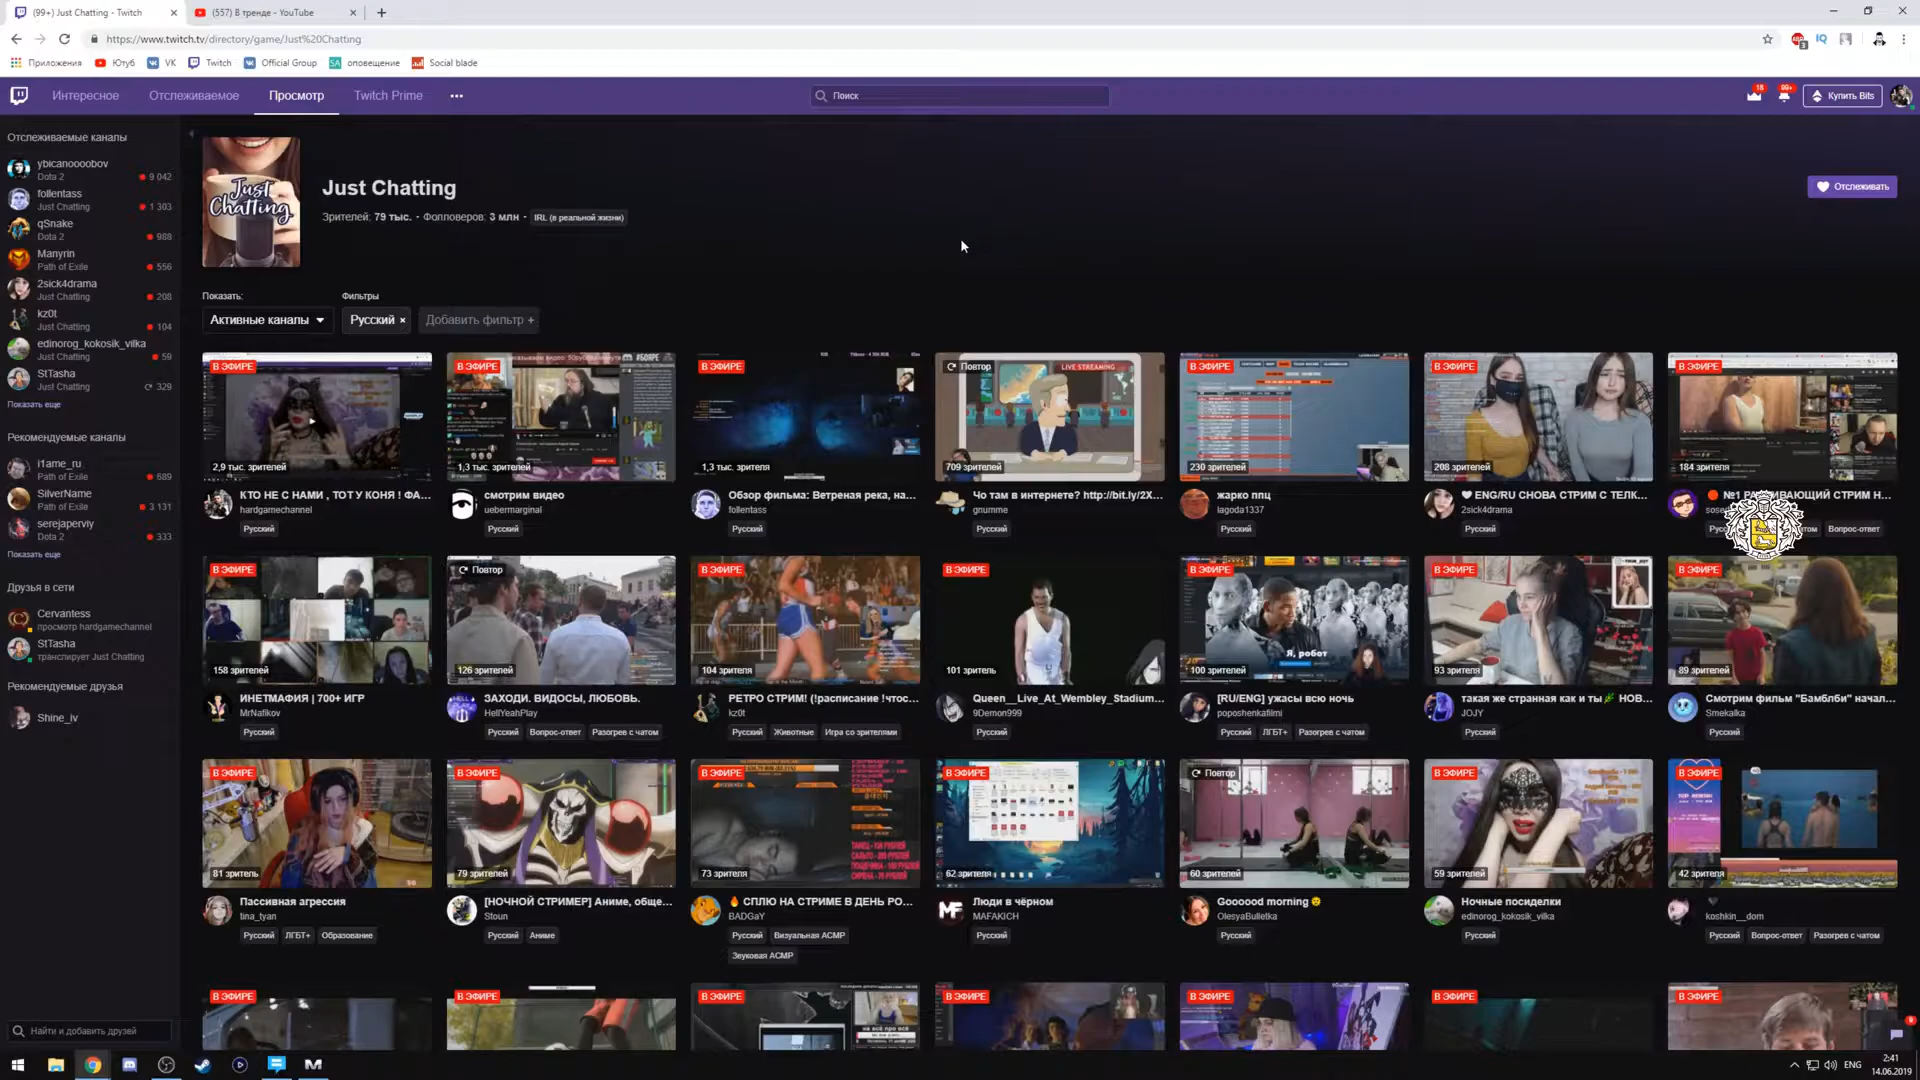 (99+) Just Chatting - Twitch
(557) В тренде - YouTube
https://www.twitch.tv/directory/game/Just%20Chatting
Приложения
Ютуб
VK
Twitch
Official Group
оповещение
Social blade
Интересное
Отслеживаемое
Просмотр
Twitch Prime
Поиск
18
99+
Купить Bits
Отслеживаемые каналы
ybicanoooobov
Dota 2
9 042
follentass
Just Chatting
1 303
qSnake
Dota 2
988
Manyrin
Path of Exile
556
2sick4drama
Just Chatting
208
kz0t
Just Chatting
104
edinorog_kokosik_vilka
Just Chatting
59
StTasha
Just Chatting
329
Показать еще
Рекомендуемые каналы
i1ame_ru
Path of Exile
689
SilverName
Path of Exile
3 131
serejapervIy
Dota 2
333
Показать еще
Друзья в сети
Cervantess
просмотр hardgamechannel
StTasha
транслирует Just Chatting
Рекомендуемые друзья
Shine_iv
Найти и добавить друзей
Just Chatting
Just Chatting
Зрителей: 79 тыс. · Фолловеров: 3 млн · IRL (в реальной жизни)
Отслеживать
Показать:
Фильтры
Активные каналы
Русский ×
Добавить фильтр +
В ЭФИРЕ
2,9 тыс. зрителей
КТО НЕ С НАМИ , ТОТ У КОНЯ ! ФА...
hardgamechannel
Русский
В ЭФИРЕ
#БОЯРЕ
1,3 тыс. зрителей
смотрим видео
uebermarginal
Русский
В ЭФИРЕ
1,3 тыс. зрителя
Обзор фильма: Ветреная река, на...
follentass
Русский
Повтор
LIVE STREAMING
709 зрителей
Чо там в интернете? http://bit.ly/2X...
gnumme
Русский
В ЭФИРЕ
230 зрителей
жарко ппц
lagoda1337
Русский
В ЭФИРЕ
208 зрителей
ENG/RU СНОВА СТРИМ С ТЕЛК...
2sick4drama
Русский
В ЭФИРЕ
184 зрителя
Вопрос-ответ
В ЭФИРЕ
158 зрителей
ИНЕТМАФИЯ | 700+ ИГР
MrNafikov
Русский
Повтор
126 зрителей
ЗАХОДИ. ВИДОСЫ, ЛЮБОВЬ.
HellYeahPlay
Русский
Вопрос-ответ
Разогрев с чатом
В ЭФИРЕ
104 зрителя
РЕТРО СТРИМ! (!расписание !чтос...
kz0t
Русский
Животные
Игра со зрителями
В ЭФИРЕ
101 зритель
Queen__Live_At_Wembley_Stadium...
9Demon999
Русский
В ЭФИРЕ
Я, робот
100 зрителей
[RU/ENG] ужасы всю ночь
poposhenkafilmi
Русский
ЛГБТ+
Разогрев с чатом
В ЭФИРЕ
93 зрителя
такая же странная как и ты НОВ...
JOJY
Русский
В ЭФИРЕ
89 зрителей
Смотрим фильм "Бамблби" начал...
Smekalka
Русский
В ЭФИРЕ
81 зритель
Пассивная агрессия
tina_tyan
Русский
ЛГБТ+
Образование
В ЭФИРЕ
79 зрителей
[НОЧНОЙ СТРИМЕР] Аниме, обще...
Stoun
Русский
Аниме
В ЭФИРЕ
73 зрителя
СПЛЮ НА СТРИМЕ В ДЕНЬ РО...
BADGaY
Русский
Визуальная АСМР
Звуковая АСМР
В ЭФИРЕ
62 зрителя
MF
Люди в чёрном
MAFAKICH
Русский
Повтор
60 зрителей
Goooood morning
OlesyaBulletka
Русский
В ЭФИРЕ
59 зрителей
Ночные посиделки
edinorog_kokosik_vilka
Русский
В ЭФИРЕ
42 зрителя
koshkin__dom
Русский
Вопрос-ответ
Разогрев с чатом
В ЭФИРЕ
В ЭФИРЕ
В ЭФИРЕ
В ЭФИРЕ
В ЭФИРЕ
В ЭФИРЕ
В ЭФИРЕ
ENG
2:41
14.06.2019